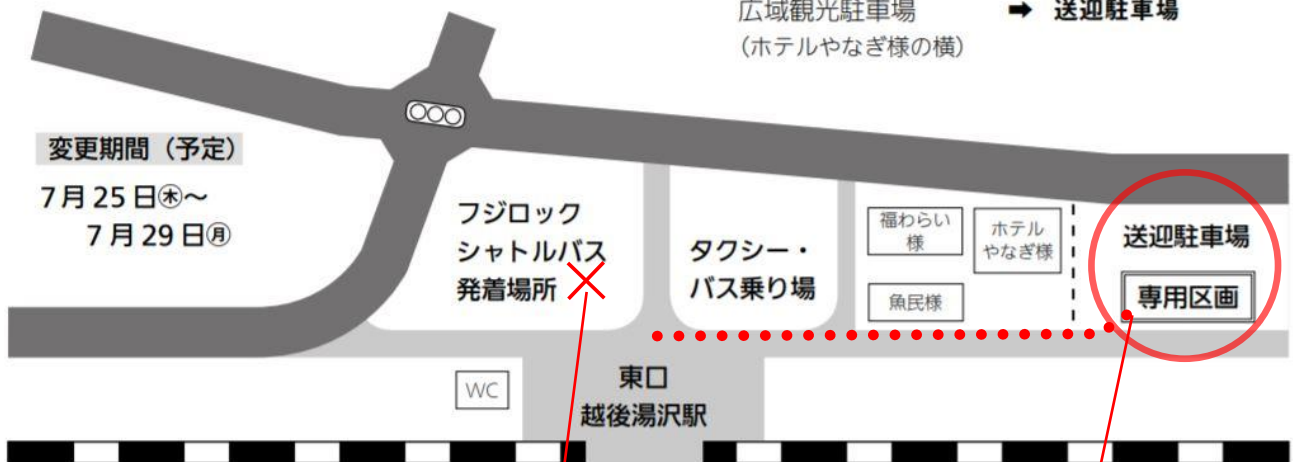 広域観光駐車場 ➡ 送迎駐車場
(ホテルやなぎ様の横)
変更期間（予定）
7月25日㊍～
7月29日㊊
フジロック
シャトルバス
発着場所
タクシー・
バス乗り場
福わらい
様
ホテル
やなぎ様
魚民様
送迎駐車場
専用区画
WC
東口
越後湯沢駅